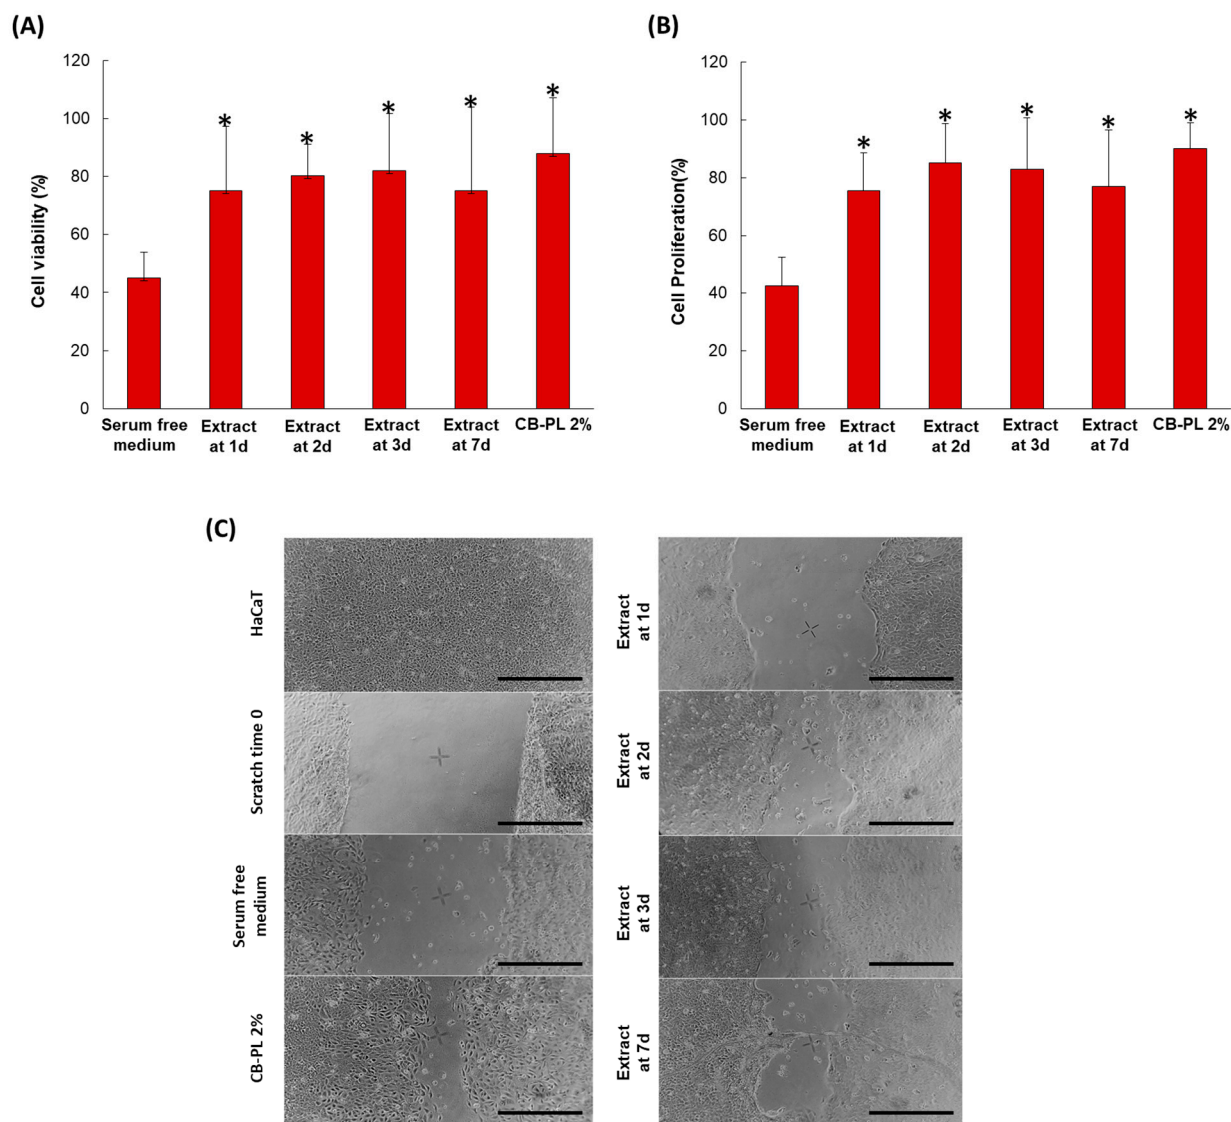 (A)
120
100
80
60
40
20
0
Cell viability (%)
*
*
*
*
*
Serum free
medium
Extract
at 1d
Extract
at 2d
Extract
at 3d
Extract
at 7d
CB-PL 2%
(B)
120
100
80
60
40
20
0
Cell Proliferation(%)
*
*
*
*
*
Serum free
medium
Extract
at 1d
Extract
at 2d
Extract
at 3d
Extract
at 7d
CB-PL 2%
(C)
HaCaT
Scratch time 0
Serum free
medium
CB-PL 2%
Extract
at 1d
Extract
at 2d
Extract
at 3d
Extract
at 7d